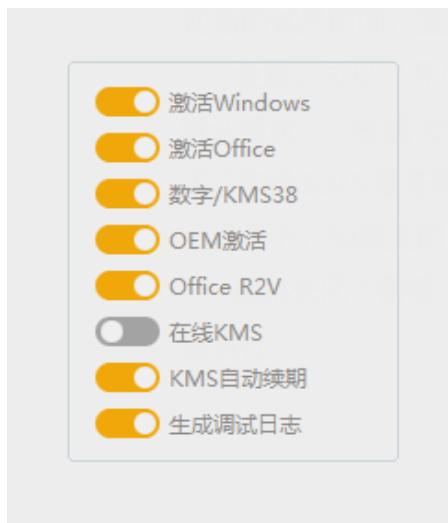 激活Windows
激活Office
数字/KMS38
OEM激活
Office R2V
在线KMS
KMS自动续期
生成调试日志